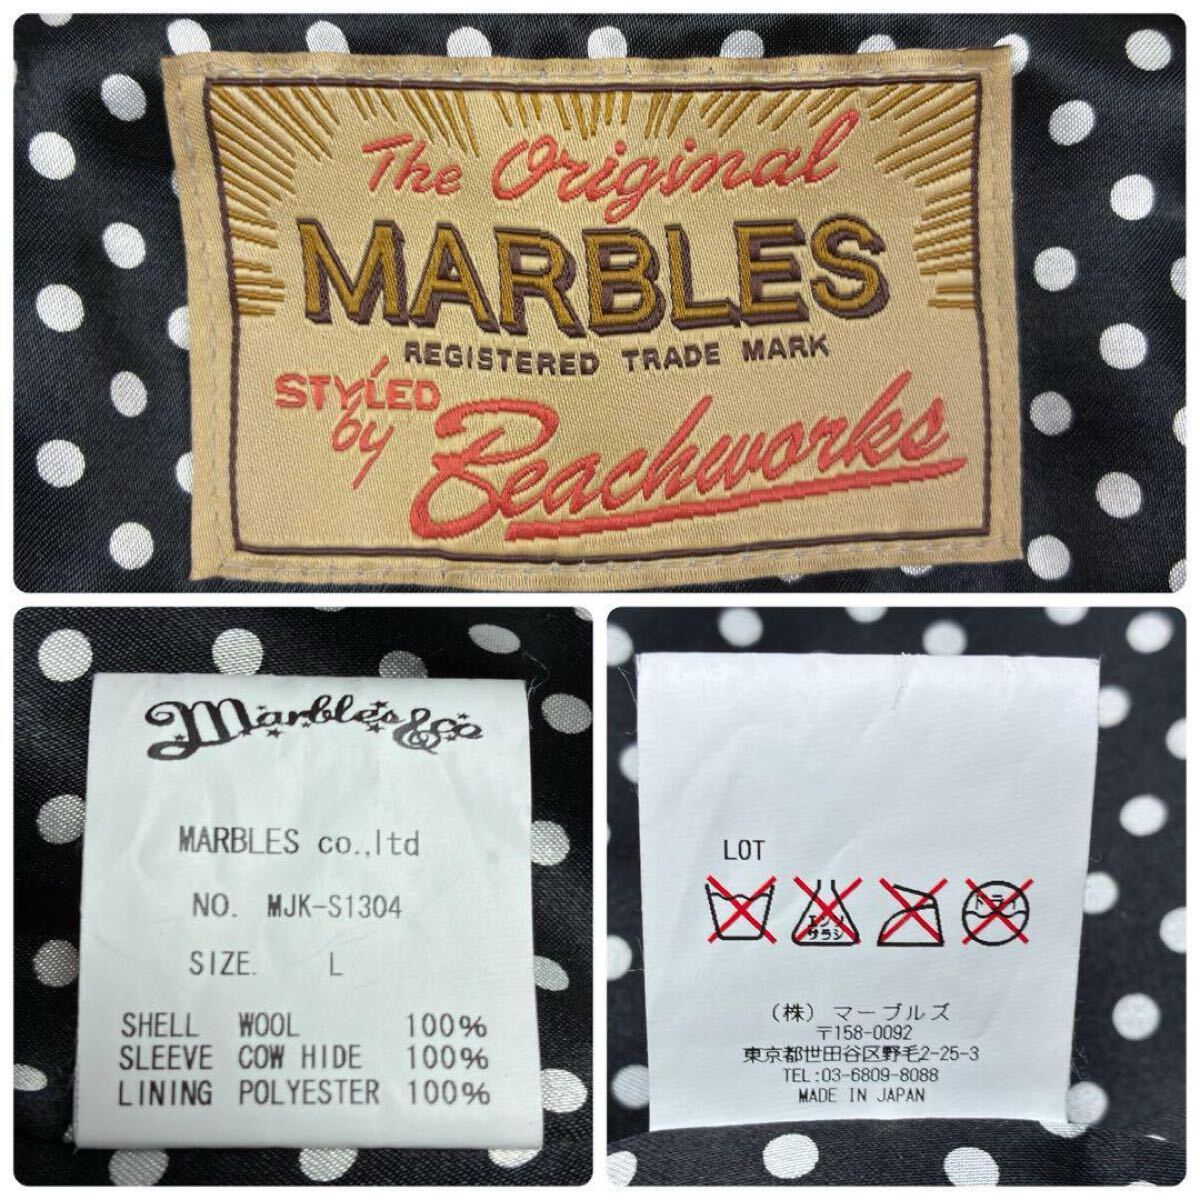 The Original
MARBLES
REGISTERED TRADE MARK
STYLED
by Beachworks
Marbles&co
MARBLES co.,ltd
NO. MJK-S1304
SIZE. L
SHELL WOOL 100%
SLEEVE COW HIDE 100%
LINING POLYESTER 100%
LOT
エンソ
サラシ
ドライ
(株) マーブルズ
〒158-0092
東京都世田谷区野毛2-25-3
TEL:03-6809-8088
MADE IN JAPAN